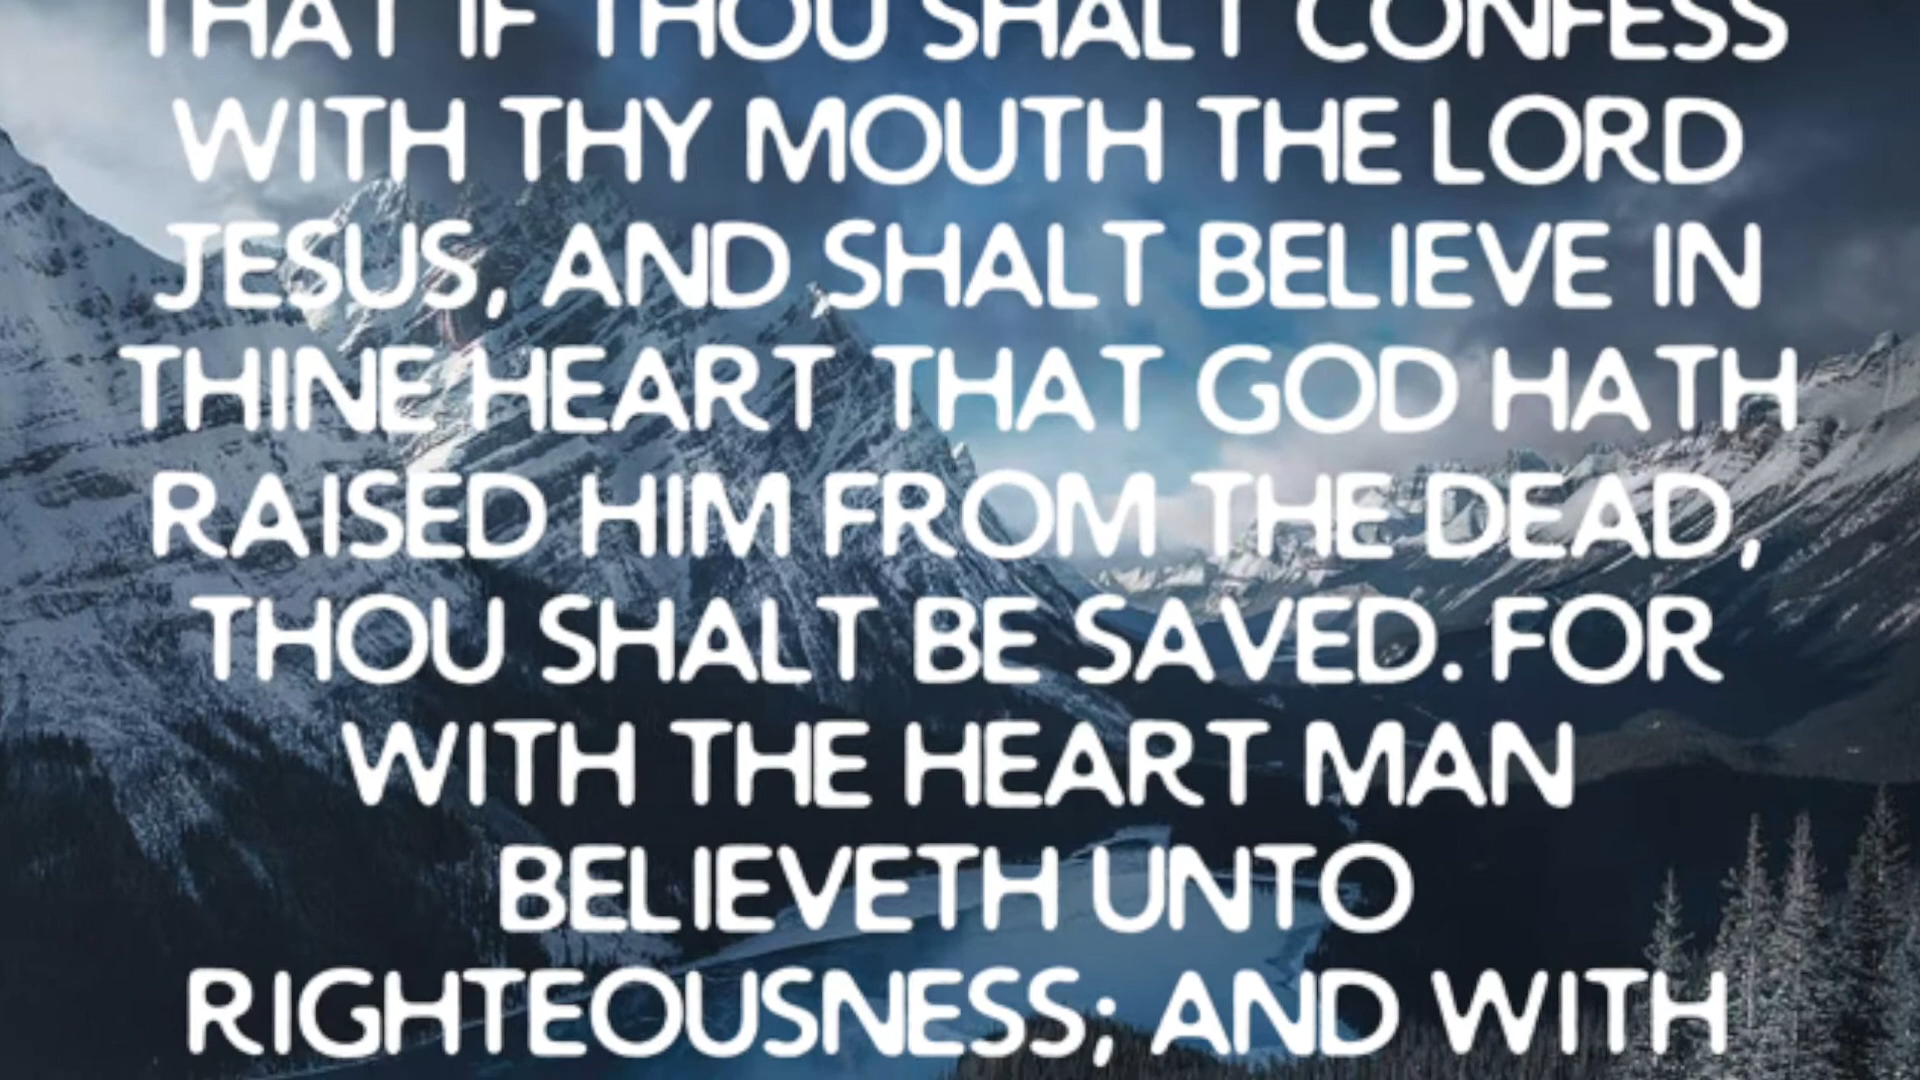 THAT IF THOU SHALT CONFESS
WITH THY MOUTH THE LORD
JESUS, AND SHALT BELIEVE IN
THINE HEART THAT GOD HATH
RAISED HIM FROM THE DEAD,
THOU SHALT BE SAVED. FOR
WITH THE HEART MAN
BELIEVETH UNTO
RIGHTEOUSNESS; AND WITH